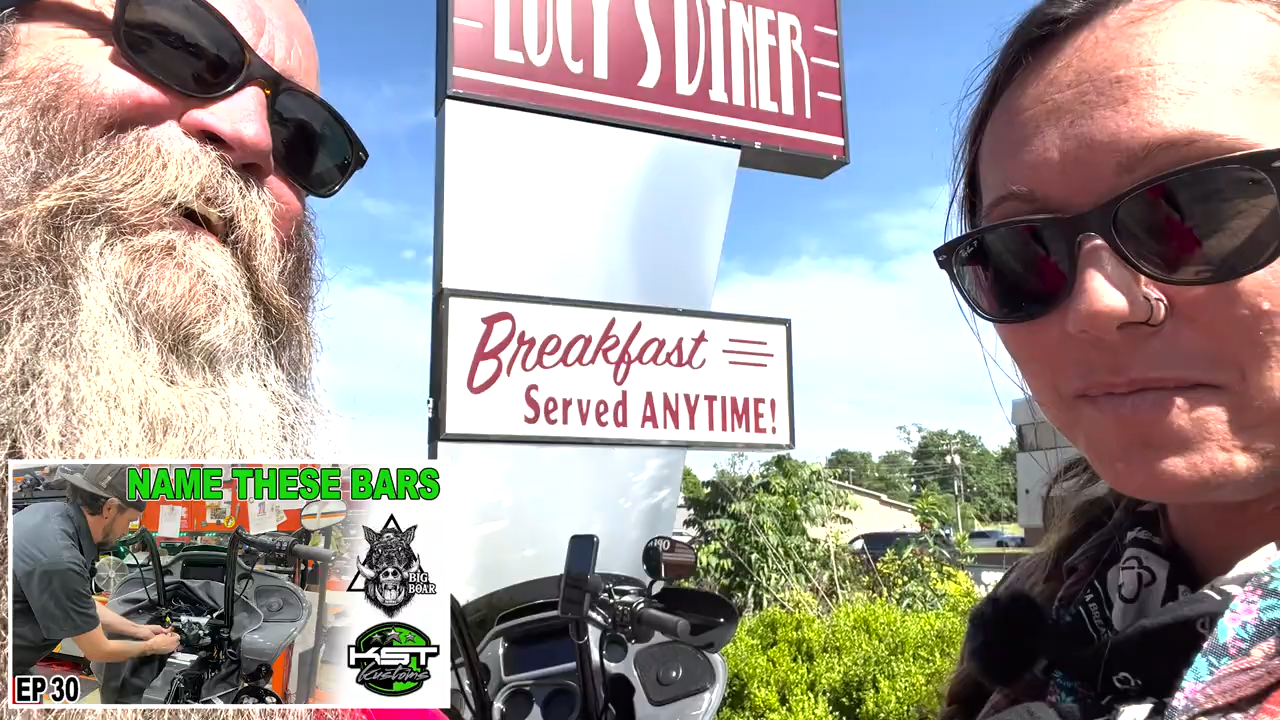 LUCY'S DINER
Breakfast
Served ANYTIME!
NAME THESE BARS
BIG
BOAR
KST
Kustoms
EP 30